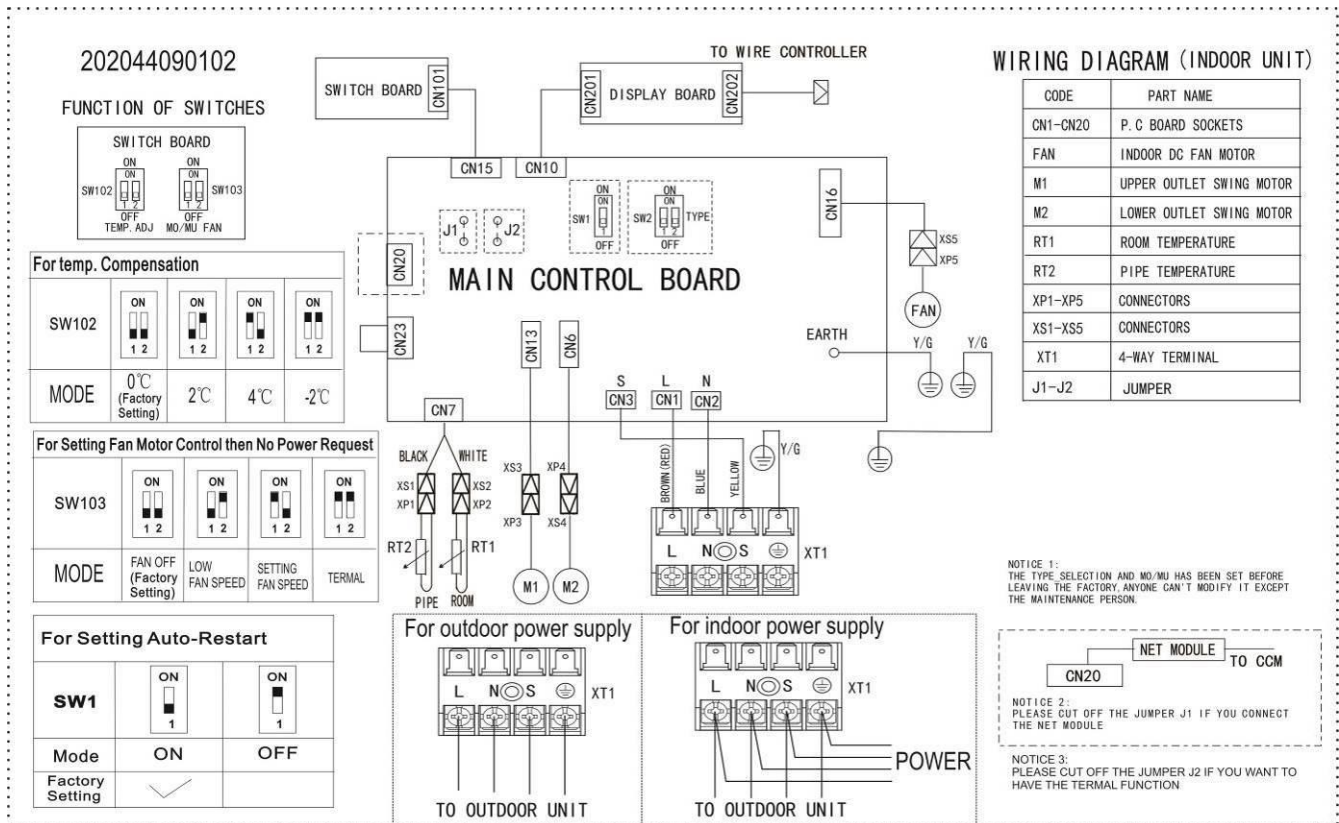 202044090102
FUNCTION OF SWITCHES
SWITCH BOARD
ON ON
ON ON
SW102 SW103
1 2 1 2
OFF OFF
TEMP. ADJ MO/MU FAN
For temp. Compensation
SW102
ON ON ON ON
1 2 1 2 1 2 1 2
MODE
0℃ (Factory Setting)
2℃
4℃
-2℃
For Setting Fan Motor Control then No Power Request
SW103
ON ON ON ON
1 2 1 2 1 2 1 2
MODE
FAN OFF (Factory Setting)
LOW FAN SPEED
SETTING FAN SPEED
TERMAL
For Setting Auto-Restart
SW1
ON ON
1 1
Mode ON OFF
Factory Setting
SWITCH BOARD
CN101
CN201
DISPLAY BOARD
CN202
TO WIRE CONTROLLER
CN15
CN10
J1
J2
ON
ON
SW1
1
OFF
ON
ON
SW2 TYPE
1 2
OFF
CN16
XS5
XP5
FAN
CN20
MAIN CONTROL BOARD
CN23
CN13
CN6
EARTH
Y/G
Y/G
S L N
CN3 CN1 CN2
CN7
BLACK WHITE
XS1 XS2
XP1 XP2
XS3
XP3
XP4
XS4
RT2 RT1
PIPE ROOM
M1 M2
BROWN(RED)
BLUE
YELLOW
Y/G
L N S XT1
For outdoor power supply
L N S XT1
TO OUTDOOR UNIT
For indoor power supply
L N S XT1
POWER
TO OUTDOOR UNIT
WIRING DIAGRAM (INDOOR UNIT)
CODE PART NAME
CN1-CN20 P.C BOARD SOCKETS
FAN INDOOR DC FAN MOTOR
M1 UPPER OUTLET SWING MOTOR
M2 LOWER OUTLET SWING MOTOR
RT1 ROOM TEMPERATURE
RT2 PIPE TEMPERATURE
XP1-XP5 CONNECTORS
XS1-XS5 CONNECTORS
XT1 4-WAY TERMINAL
J1-J2 JUMPER
NOTICE 1:
THE TYPE SELECTION AND MO/MU HAS BEEN SET BEFORE
LEAVING THE FACTORY, ANYONE CAN'T MODIFY IT EXCEPT
THE MAINTENANCE PERSON.
NET MODULE
TO CCM
CN20
NOTICE 2:
PLEASE CUT OFF THE JUMPER J1 IF YOU CONNECT
THE NET MODULE
NOTICE 3:
PLEASE CUT OFF THE JUMPER J2 IF YOU WANT TO
HAVE THE TERMAL FUNCTION